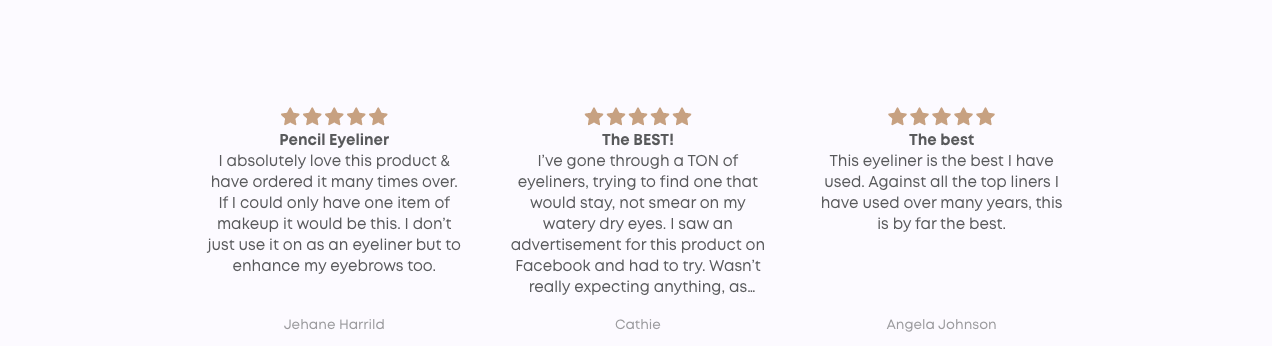 Pencil Eyeliner
I absolutely love this product &
have ordered it many times over.
If I could only have one item of
makeup it would be this. I don't
just use it on as an eyeliner but to
enhance my eyebrows too.
Jehane Harrild
The BEST!
I've gone through a TON of
eyeliners, trying to find one that
would stay, not smear on my
watery dry eyes. I saw an
advertisement for this product on
Facebook and had to try. Wasn't
really expecting anything, as…
Cathie
The best
This eyeliner is the best I have
used. Against all the top liners I
have used over many years, this
is by far the best.
Angela Johnson